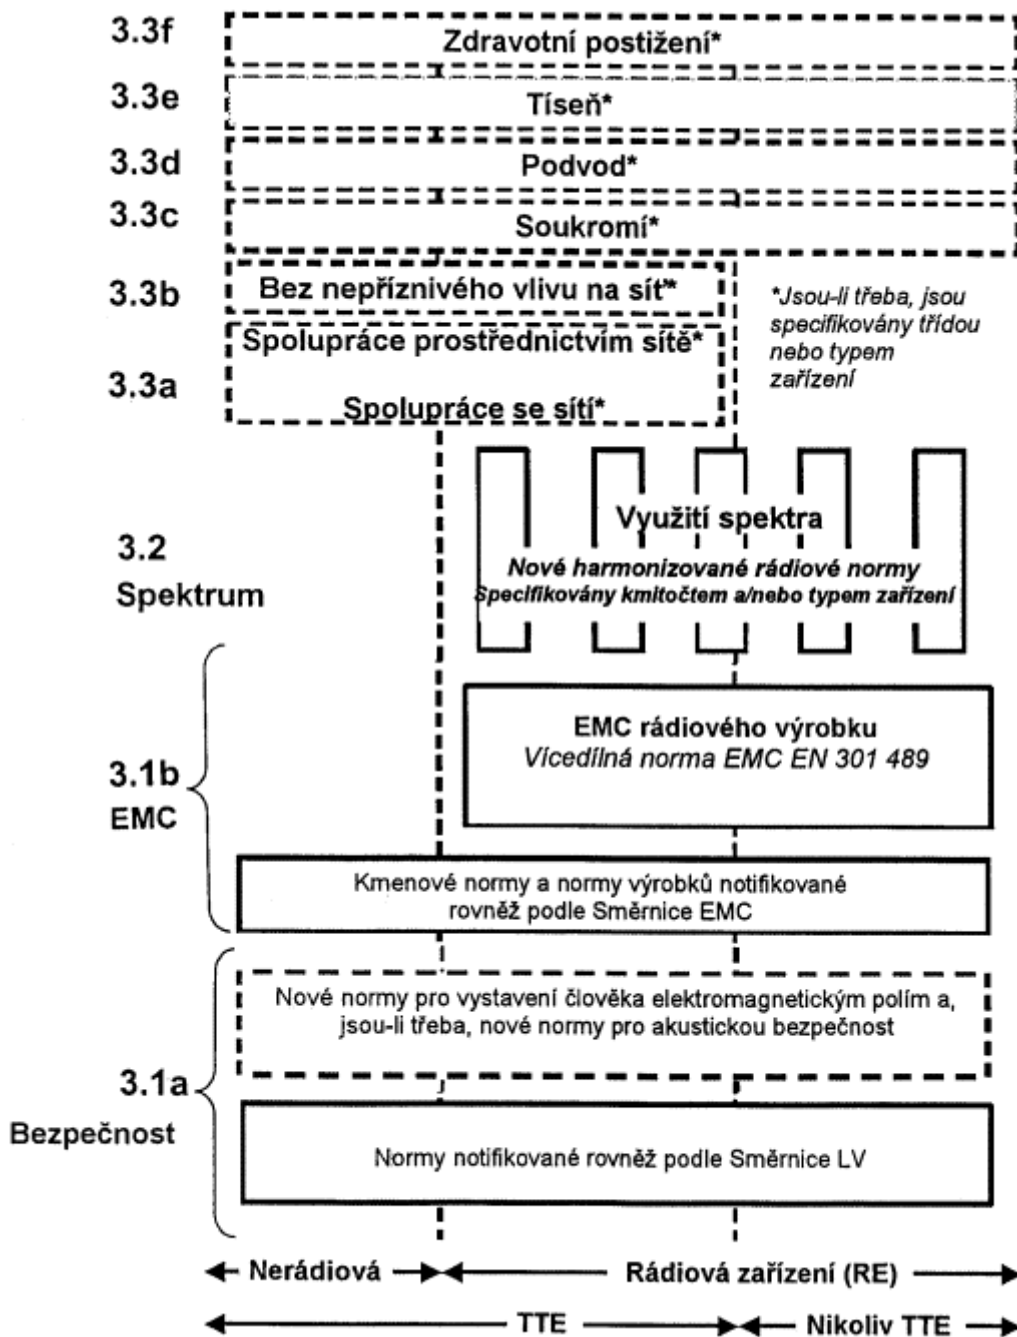 3.3f
Zdravotní postižení*
3.3e
Tíseň*
3.3d
Podvod*
3.3c
Soukromí*
3.3b
Bez nepříznivého vlivu na síť*
*Jsou-li třeba, jsou
specifikovány třídou
nebo typem
zařízení
3.3a
Spolupráce prostřednictvím sítě*
Spolupráce se sítí*
3.2
Spektrum
Využití spektra
Nové harmonizované rádiové normy
Specifikovány kmitočtem a/nebo typem zařízení
3.1b
EMC
EMC rádiového výrobku
Vícedílná norma EMC EN 301 489
Kmenové normy a normy výrobků notifikované
rovněž podle Směrnice EMC
3.1a
Bezpečnost
Nové normy pro vystavení člověka elektromagnetickým polím a,
jsou-li třeba, nové normy pro akustickou bezpečnost
Normy notifikované rovněž podle Směrnice LV
Nerádiová
Rádiová zařízení (RE)
TTE
Nikoliv TTE